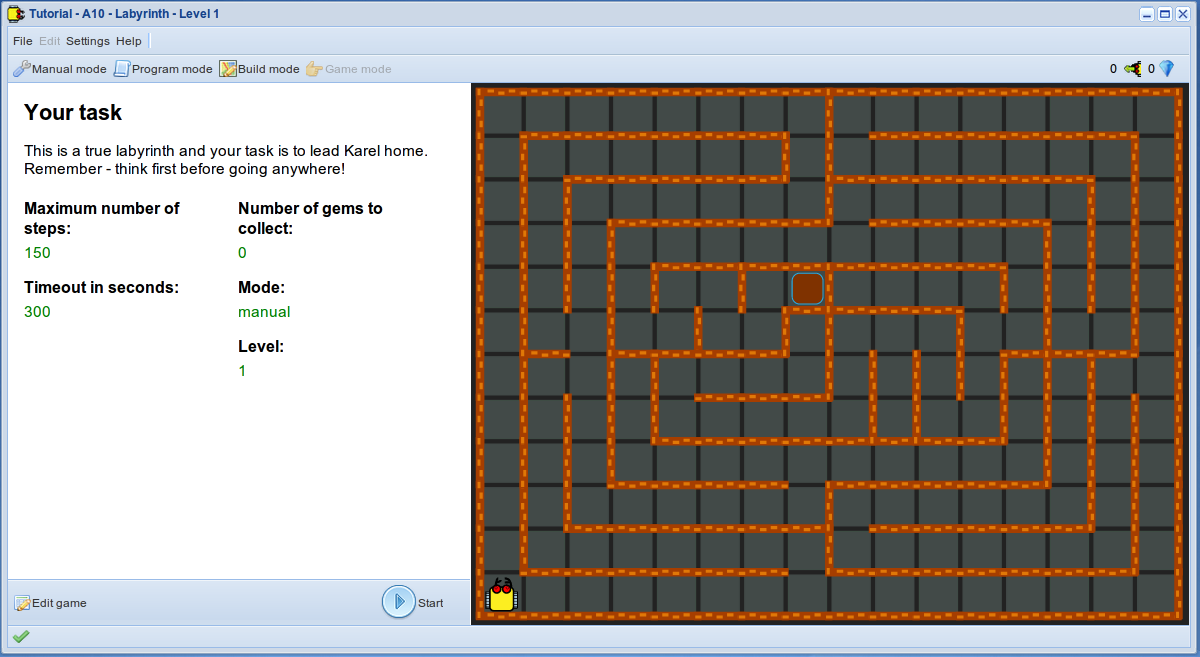 Tutorial - A10 - Labyrinth - Level 1
File Edit Settings Help
Manual mode Program mode Build mode Game mode 0 0
Your task
This is a true labyrinth and your task is to lead Karel home.
Remember - think first before going anywhere!
Maximum number of
steps:
150
Number of gems to
collect:
0
Timeout in seconds:
300
Mode:
manual
Level:
1
Edit game
Start